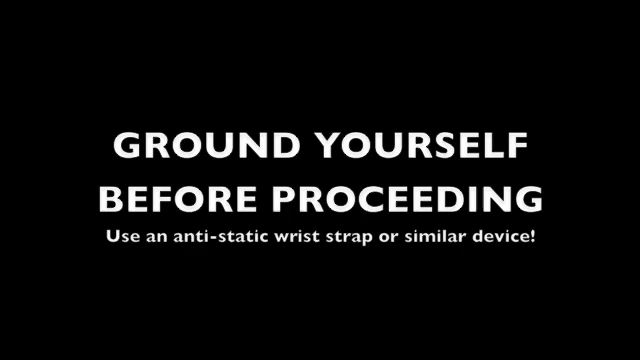 GROUND YOURSELF
BEFORE PROCEEDING
Use an anti-static wrist strap or similar device!